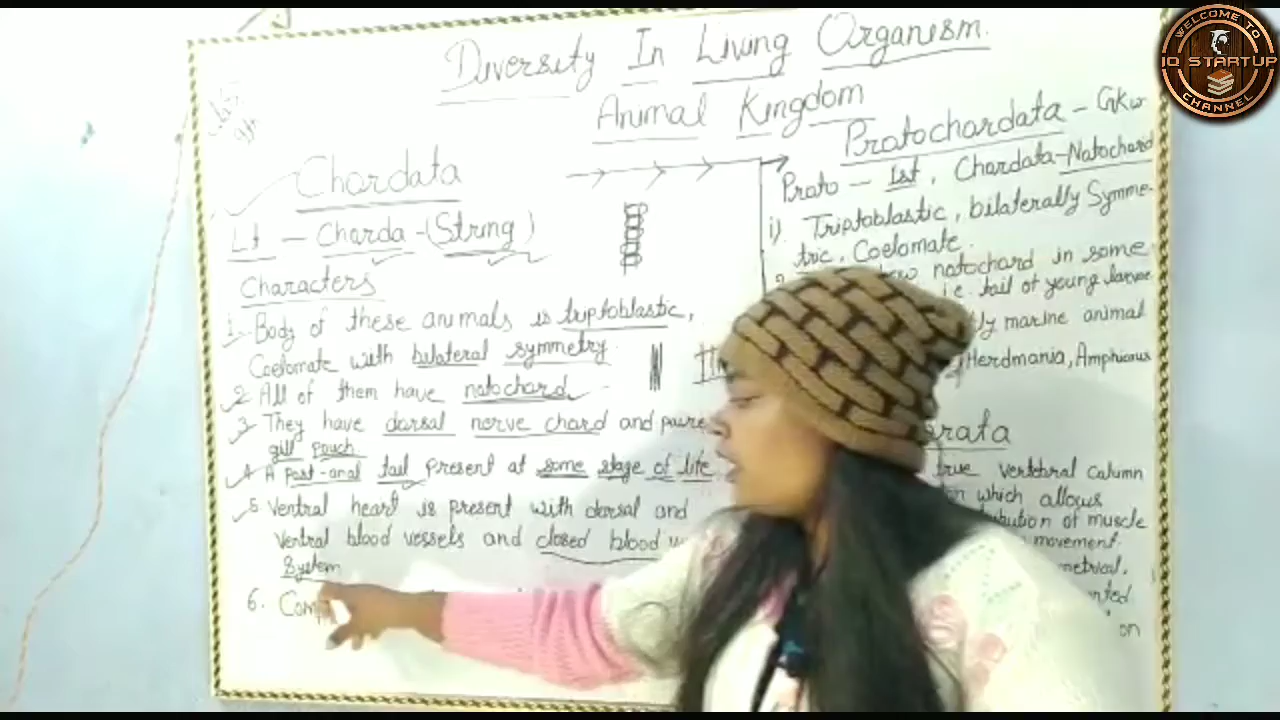 Diversity In Living Organism.
Animal Kingdom
Chordata
Lt - Chorda -(String)
Characters
1. Body of these animals is triptoblastic,
Coelomate with bilateral symmetry.
2. All of them have notochord
3. They have dorsal nerve chord and paire
gill pouch
4. A Post-anal tail present at some stage of life
5. Ventral heart is present with dorsal and
Ventral blood vessels and closed blood
System
6. Com
Protochordata - Gk
Proto - Ist, Chordata-Notochord
i). Triptoblastic, bilaterally Symme-
tric, Coelomate.
notochord in some
i.e. tail of young larvae
marine animal
Herdmania, Amphioxus
true vertebral column
which allows
bution of muscle
movement.
metrical,
on
WELCOME TO
IQ STARTUP
CHANNEL